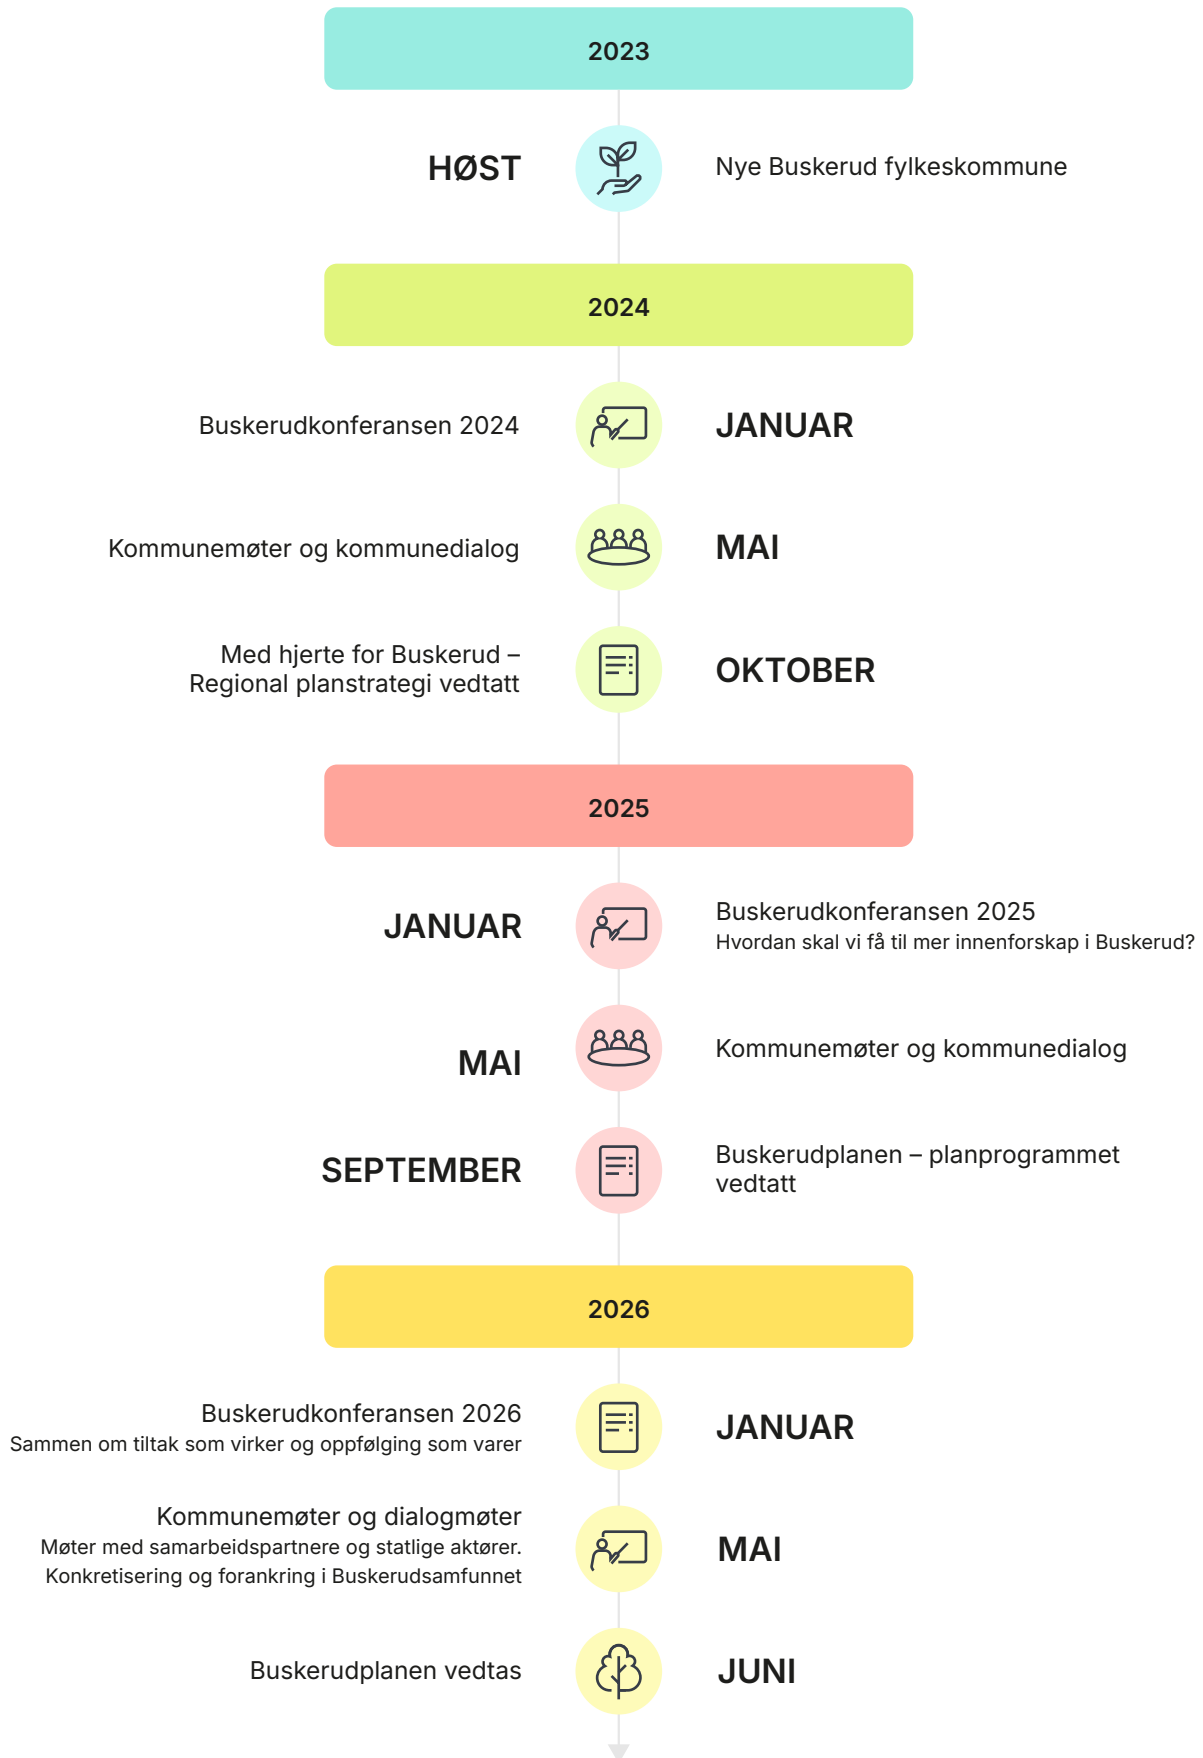 2023
HØST
Nye Buskerud fylkeskommune
2024
Buskerudkonferansen 2024
JANUAR
Kommunemøter og kommunedialog
MAI
Med hjerte for Buskerud –
Regional planstrategi vedtatt
OKTOBER
2025
JANUAR
Buskerudkonferansen 2025
Hvordan skal vi få til mer innenforskap i Buskerud?
MAI
Kommunemøter og kommunedialog
SEPTEMBER
Buskerudplanen – planprogrammet
vedtatt
2026
Buskerudkonferansen 2026
Sammen om tiltak som virker og oppfølging som varer
JANUAR
Kommunemøter og dialogmøter
Møter med samarbeidspartnere og statlige aktører.
Konkretisering og forankring i Buskerudsamfunnet
MAI
Buskerudplanen vedtas
JUNI